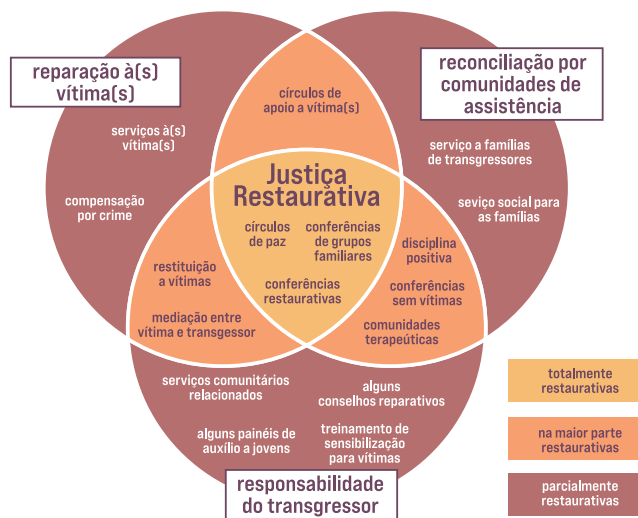 reparação à(s)
vítima(s)
reconciliação por
comunidades de
assistência
círculos de
apoio a vítima(s)
serviços à(s)
vítima(s)
compensação
por crime
serviço a famílias
de transgressores
seviço social para
as famílias
Justiça
Restaurativa
círculos
de paz
conferências
de grupos
familiares
conferências
restaurativas
restituição
a vítimas
mediação entre
vítima e transgessor
disciplina
positiva
conferências
sem vítimas
comunidades
terapeúticas
serviços comunitários
relacionados
alguns
conselhos reparativos
alguns painéis de
auxílio a jovens
treinamento de
sensibilização
para vítimas
responsabilidade
do transgressor
totalmente
restaurativas
na maior parte
restaurativas
parcialmente
restaurativas